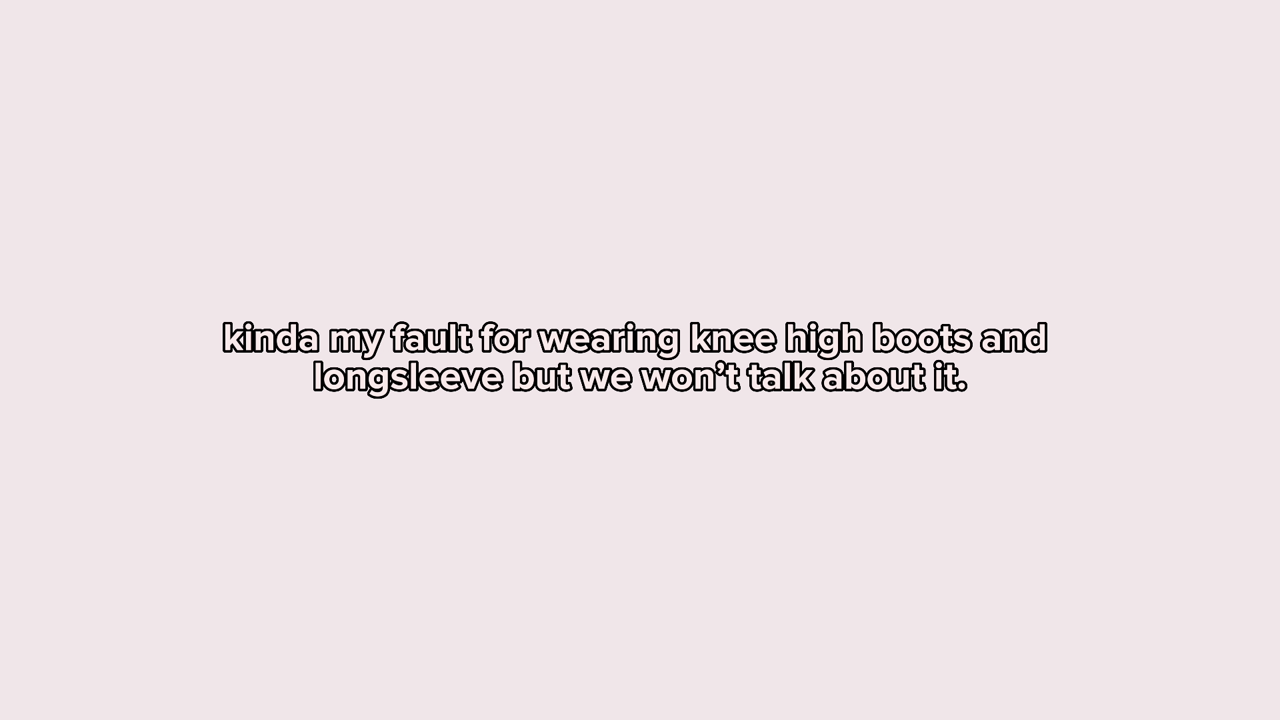 kinda my fault for wearing knee high boots and
longsleeve but we won’t talk about it.